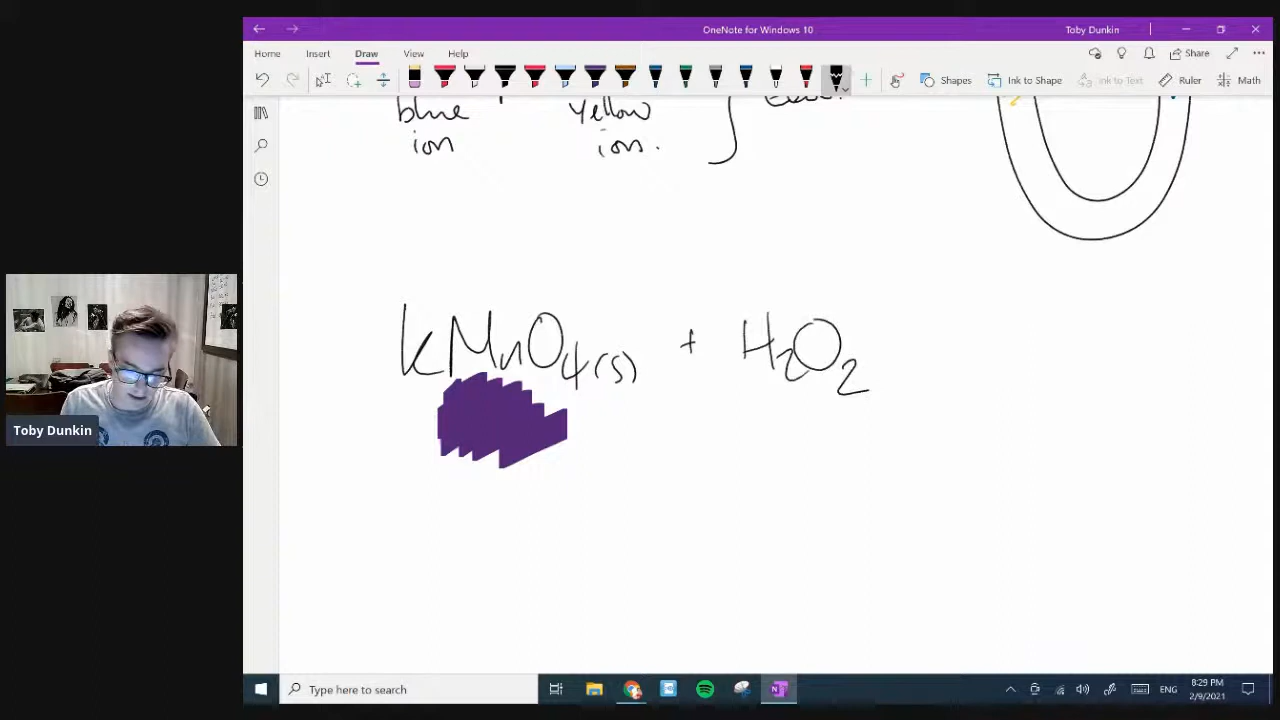 OneNote for Windows 10
Toby Dunkin
Home Insert Draw View Help
Share
Shapes
Ink to Shape
Ink to Text
Ruler
Math
blue
ion
yellow
ion.
KMnO4(s) + H2O2
Toby Dunkin
Type here to search
ENG
8:29 PM
2/9/2021